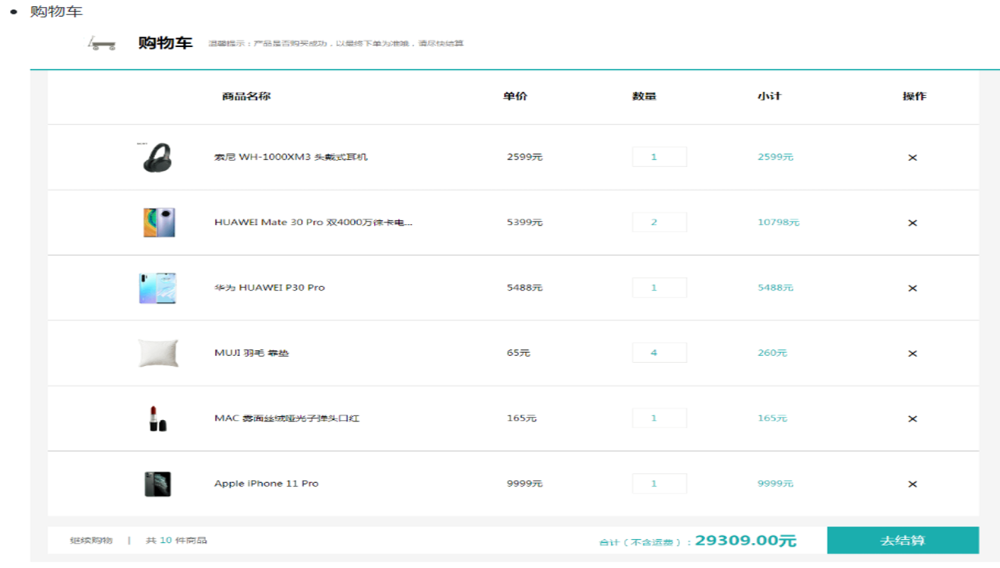 购物车
购物车 温馨提示：产品是否购买成功，以最终下单为准哦，请尽快结算
商品名称 单价 数量 小计 操作
索尼 WH-1000XM3 头戴式耳机 2599元 1 2599元 ×
HUAWEI Mate 30 Pro 双4000万徕卡电... 5399元 2 10798元 ×
华为 HUAWEI P30 Pro 5488元 1 5488元 ×
MUJI 羽毛 靠垫 65元 4 260元 ×
MAC 雾面丝绒哑光子弹头口红 165元 1 165元 ×
Apple iPhone 11 Pro 9999元 1 9999元 ×
继续购物 | 共 10 件商品 合计（不含运费）：29309.00元 去结算